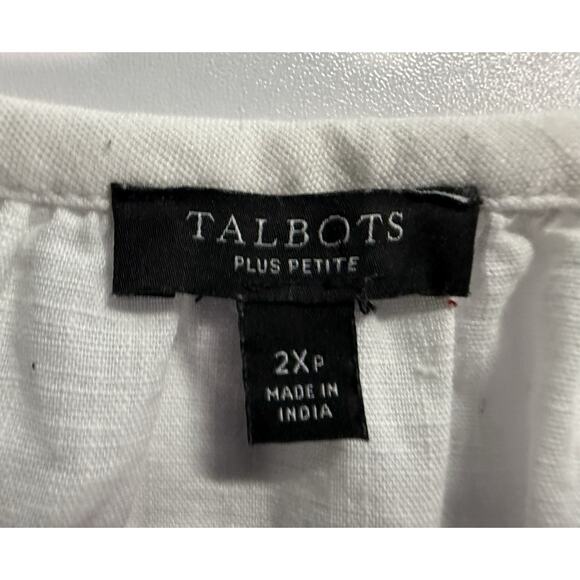 TALBOTS
PLUS PETITE
2XP
MADE IN
INDIA